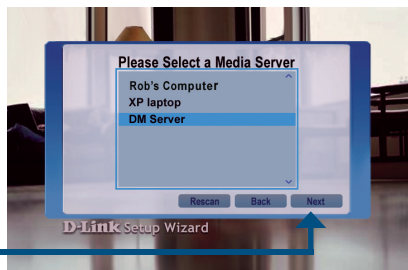 Please Select a Media Server
Rob's Computer
XP laptop
DM Server
Rescan Back Next
D-Link Setup Wizard